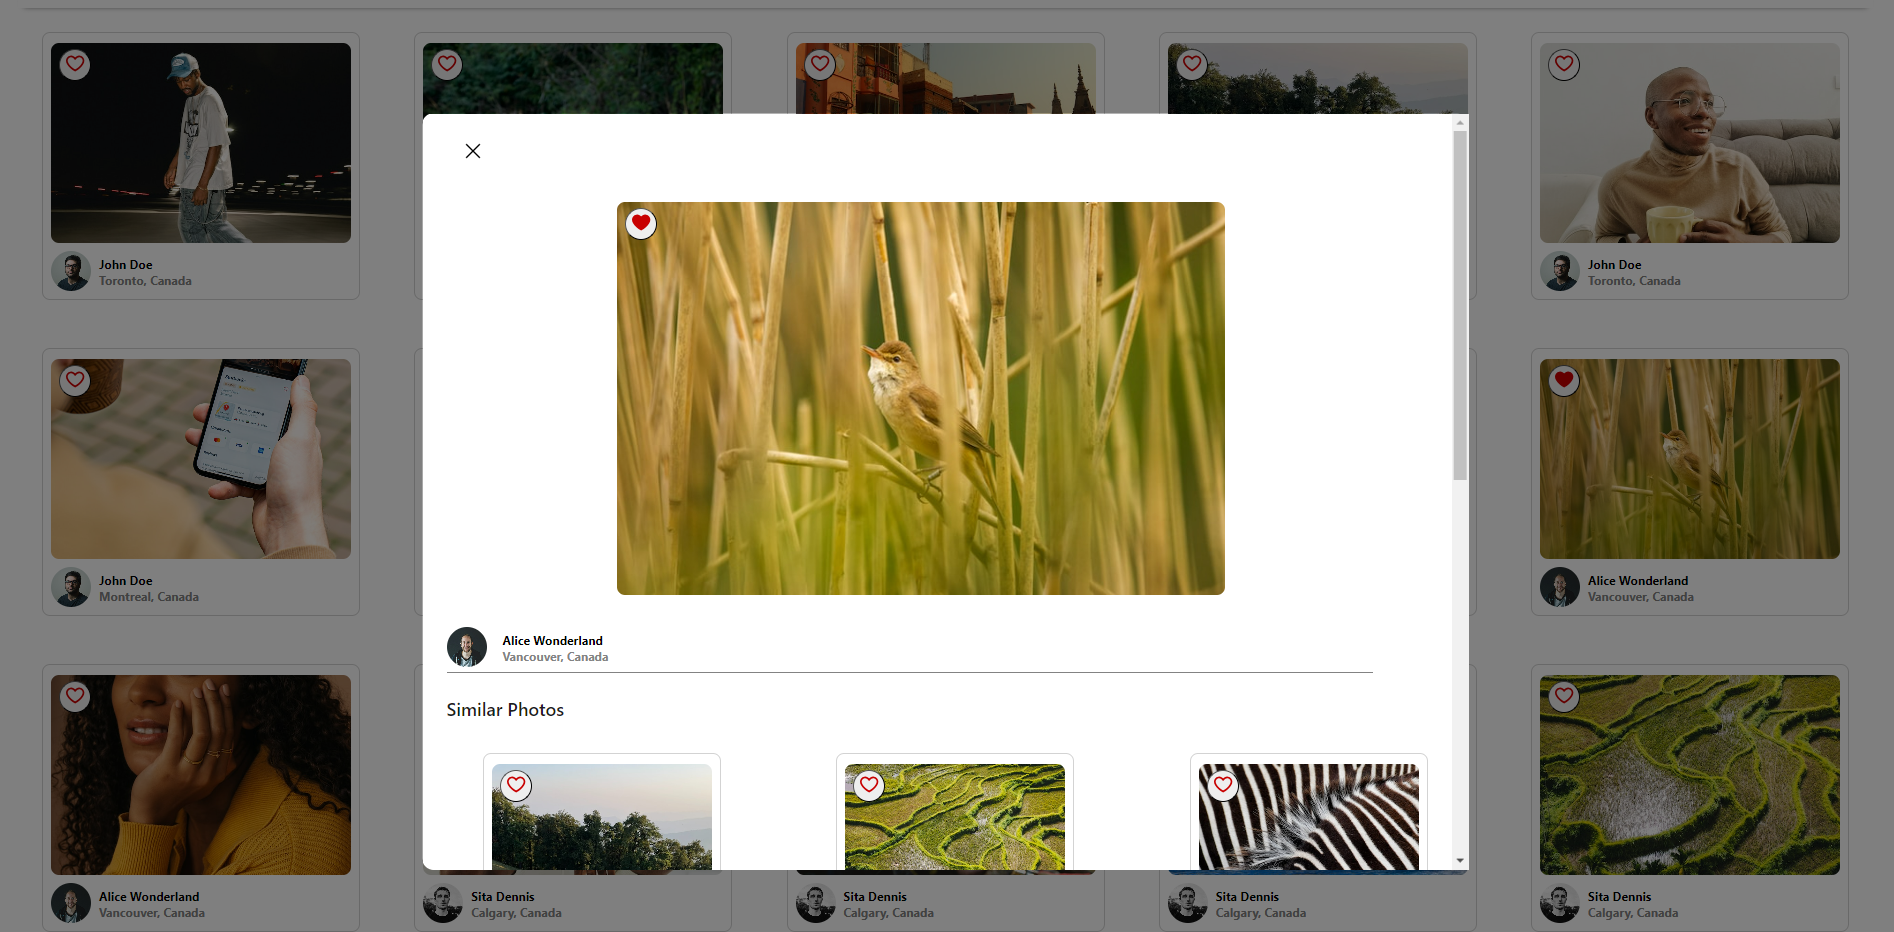 John Doe
Toronto, Canada
John Doe
Toronto, Canada
John Doe
Montreal, Canada
Alice Wonderland
Vancouver, Canada
Alice Wonderland
Vancouver, Canada
Similar Photos
Alice Wonderland
Vancouver, Canada
Sita Dennis
Calgary, Canada
Sita Dennis
Calgary, Canada
Sita Dennis
Calgary, Canada
Sita Dennis
Calgary, Canada